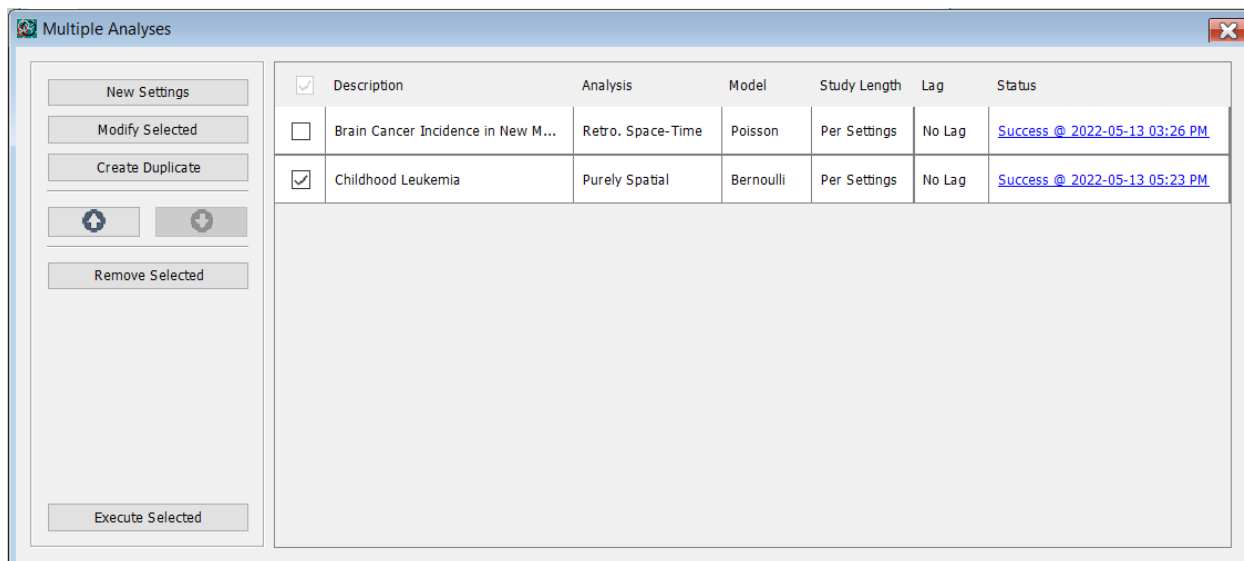 Multiple Analyses
New Settings
Modify Selected
Create Duplicate
Remove Selected
Execute Selected
Description Analysis Model Study Length Lag Status
Brain Cancer Incidence in New M... Retro. Space-Time Poisson Per Settings No Lag Success @ 2022-05-13 03:26 PM
Childhood Leukemia Purely Spatial Bernoulli Per Settings No Lag Success @ 2022-05-13 05:23 PM